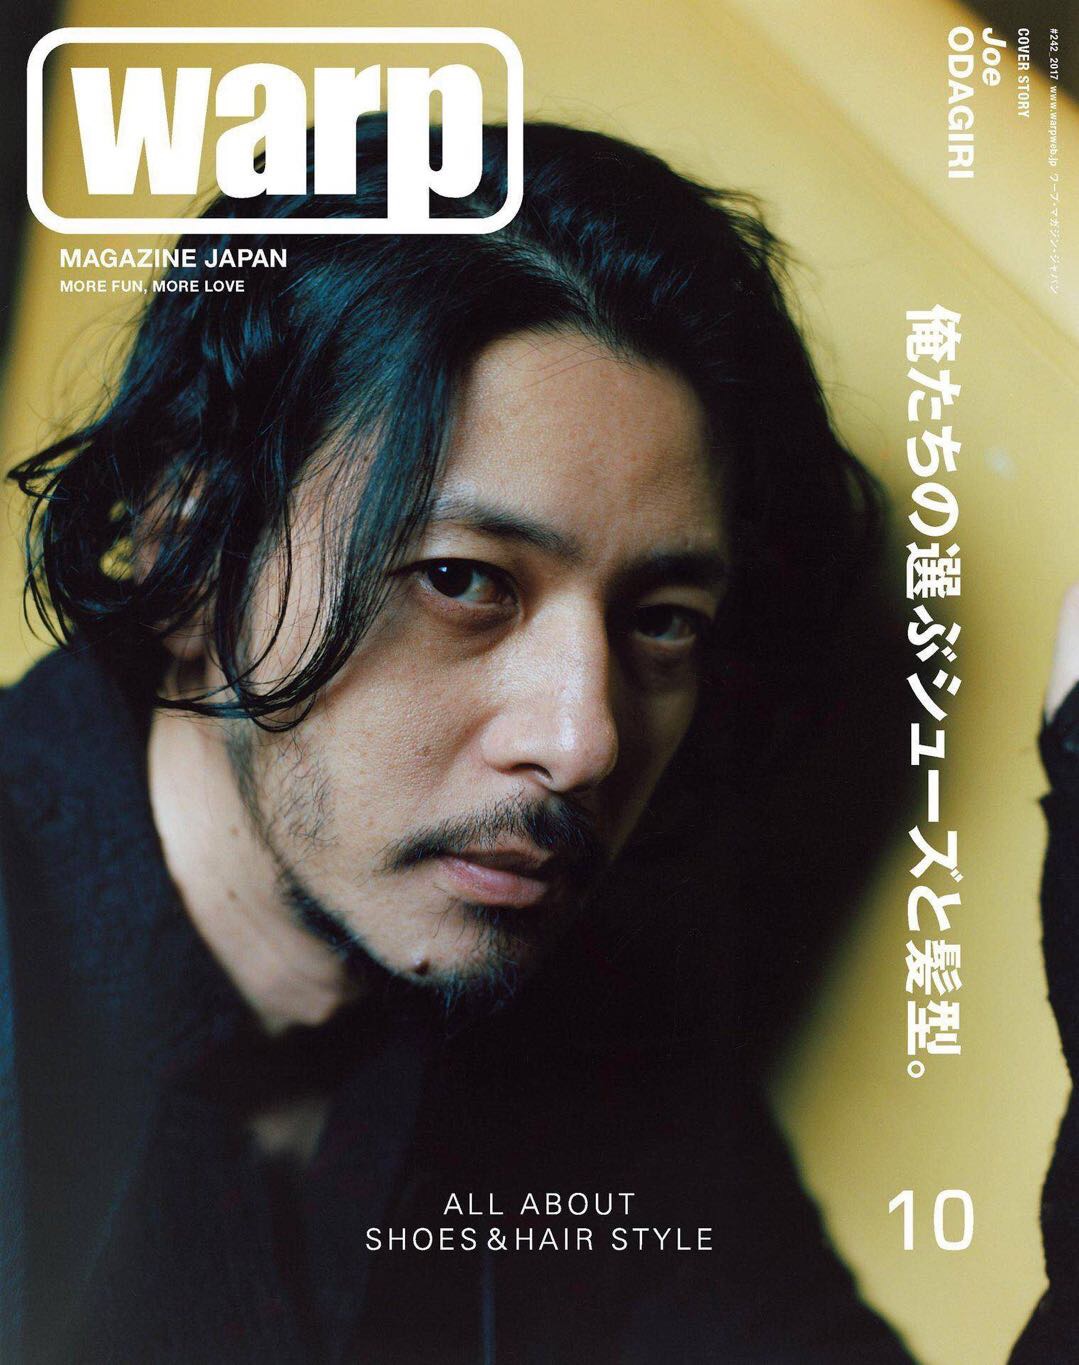 warp
MAGAZINE JAPAN
MORE FUN, MORE LOVE
#242_2017 www.warpweb.jp ワープ・マガジン・ジャパン
COVER STORY
Joe
ODAGIRI
俺たちの選ぶシューズと髪型。
ALL ABOUT
SHOES&HAIR STYLE
10